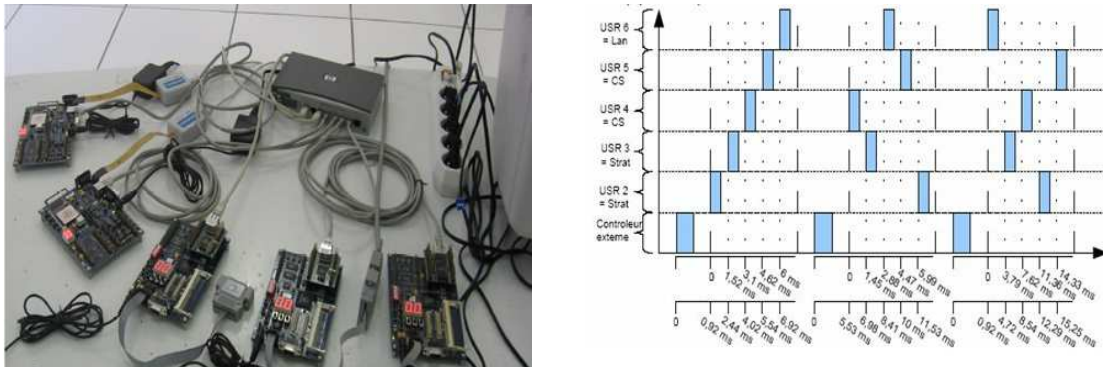 USR 6
= Lan
USR 5
= CS
USR 4
= CS
USR 3
= Strat
USR 2
= Strat
Controleur
externe
0 1,52 ms 3,1 ms 4,62 ms 6 ms
0 1,45 ms 2,88 ms 4,47 ms 5,99 ms
0 3,79 ms 7,62 ms 11,36 ms 14,33 ms
0 0,92 ms 2,44 ms 4,02 ms 5,54 ms 6,92 ms
0 5,53 ms 6,98 ms 8,41 ms 10 ms 11,53 ms
0 0,92 ms 4,72 ms 8,54 ms 12,29 ms 15,25 ms